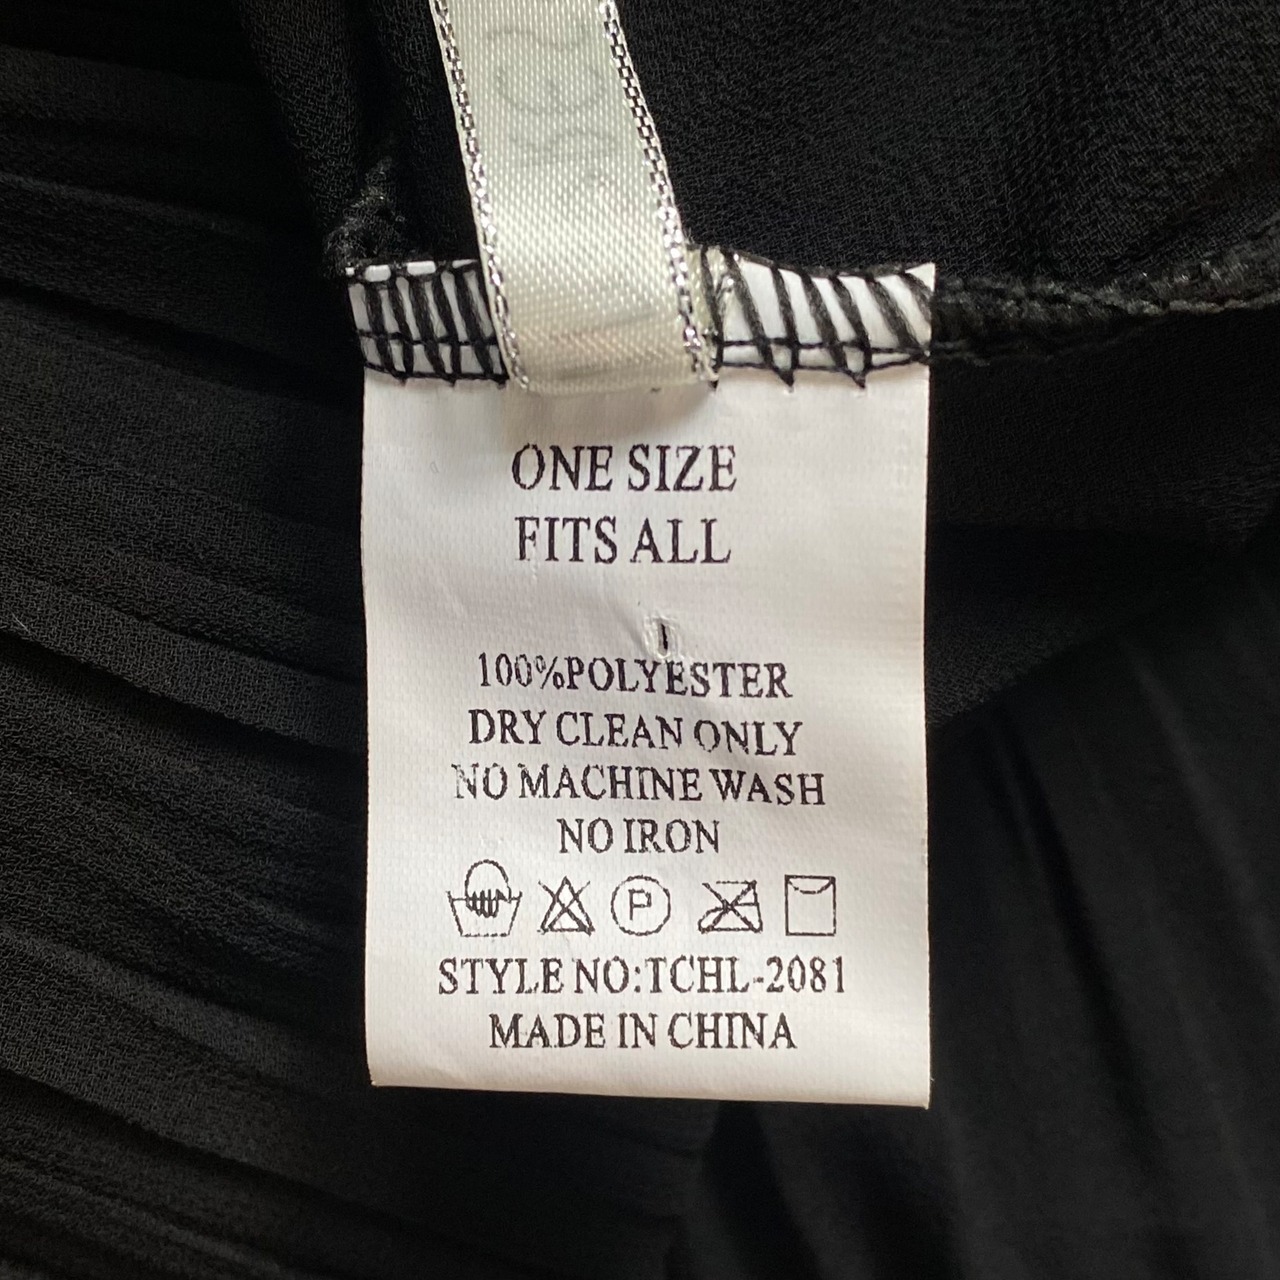 ONE SIZE
FITS ALL
100%POLYESTER
DRY CLEAN ONLY
NO MACHINE WASH
NO IRON
P
STYLE NO:TCHL-2081
MADE IN CHINA